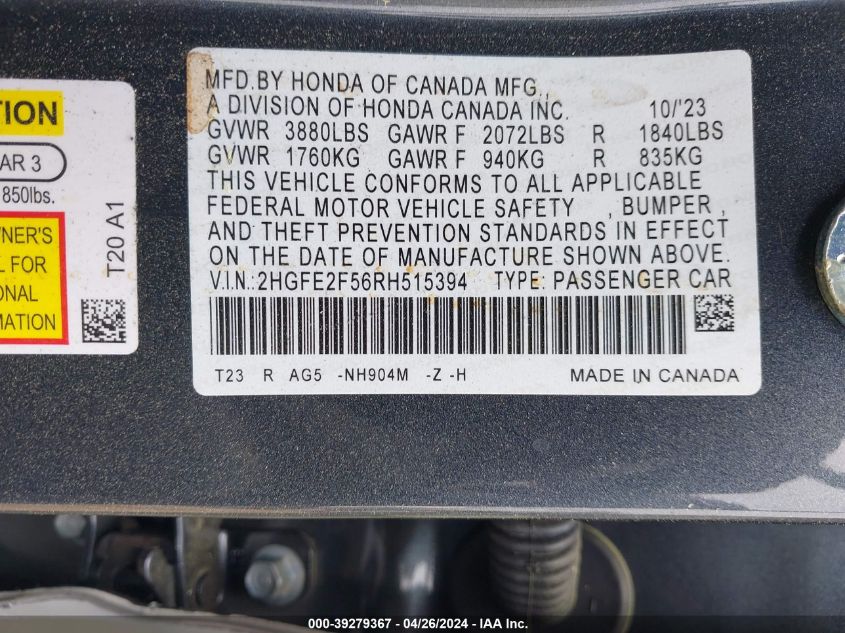 TION
AR 3
850lbs.
NER'S
L FOR
ONAL
MATION
T20 A1
MFD.BY HONDA OF CANADA MFG.,
A DIVISION OF HONDA CANADA INC. 10/'23
GVWR 3880LBS GAWR F 2072LBS R 1840LBS
GVWR 1760KG GAWR F 940KG R 835KG
THIS VEHICLE CONFORMS TO ALL APPLICABLE
FEDERAL MOTOR VEHICLE SAFETY , BUMPER ,
AND THEFT PREVENTION STANDARDS IN EFFECT
ON THE DATE OF MANUFACTURE SHOWN ABOVE.
V.I.N.:2HGFE2F56RH515394 TYPE: PASSENGER CAR
T23 R AG5 -NH904M -Z -H MADE IN CANADA
000-39279367 - 04/26/2024 - IAA Inc.